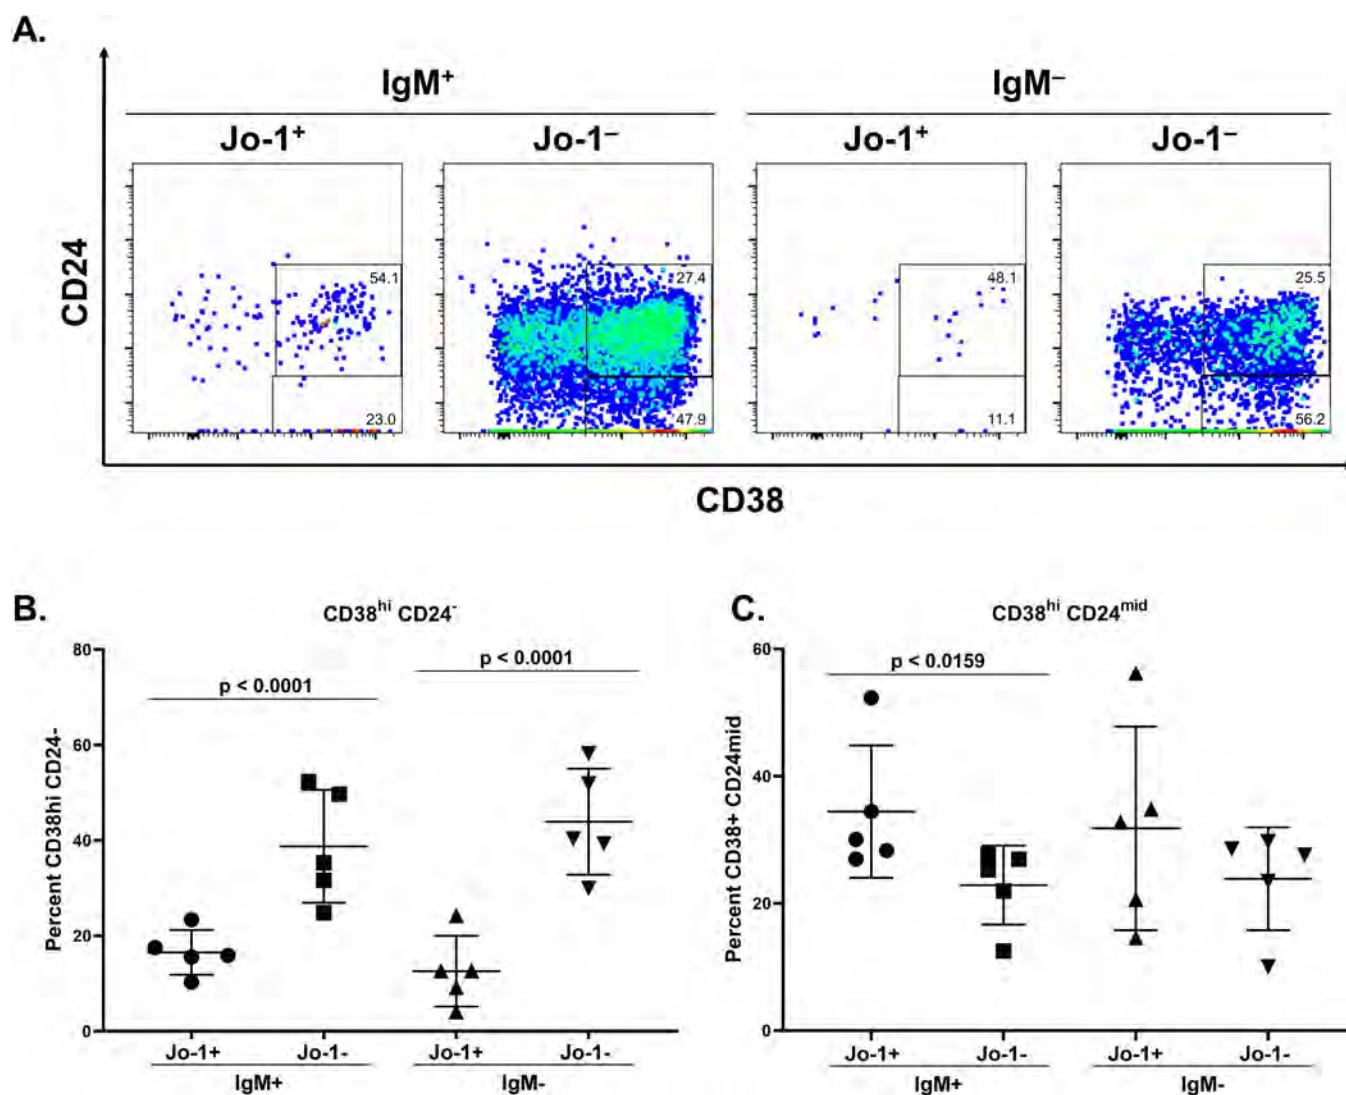 A.
IgM⁺ IgM⁻
Jo-1⁺ Jo-1⁻ Jo-1⁺ Jo-1⁻
CD24
54.1 27.4 48.1 25.5
23.0 47.9 11.1 56.2
CD38
B.
CD38ʰⁱ CD24⁻
Percent CD38hi CD24-
80
60
40
20
0
p < 0.0001
p < 0.0001
Jo-1+ Jo-1- Jo-1+ Jo-1-
IgM+ IgM-
C.
CD38ʰⁱ CD24ᵐⁱᵈ
Percent CD38+ CD24mid
60
40
20
0
p < 0.0159
Jo-1+ Jo-1- Jo-1+ Jo-1-
IgM+ IgM-